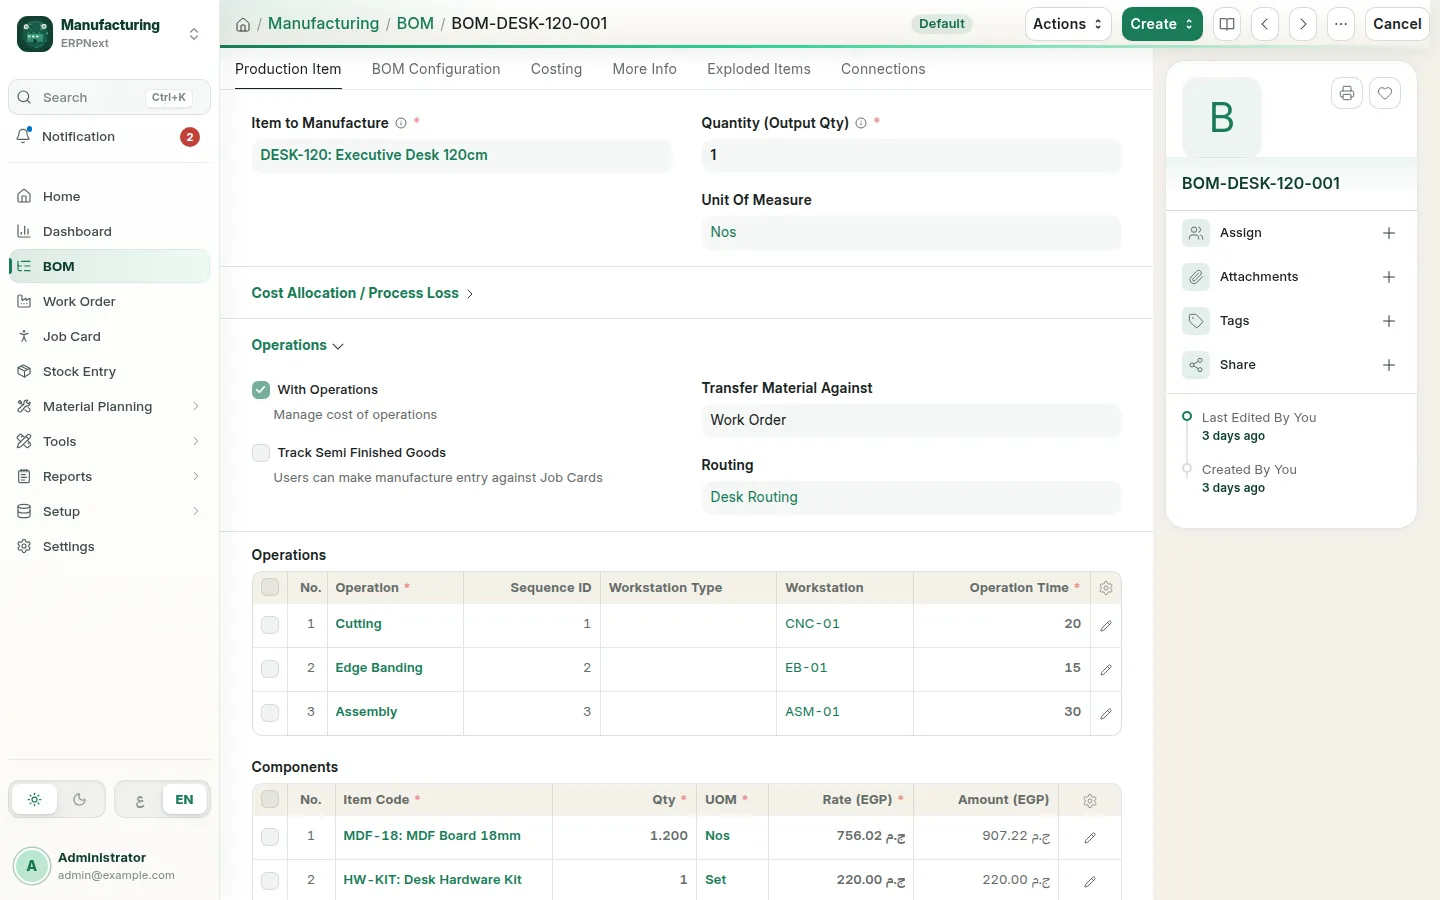 Manufacturing
ERPNext
Search Ctrl+K
Notification 2
Home
Dashboard
BOM
Work Order
Job Card
Stock Entry
Material Planning
Tools
Reports
Setup
Settings
ع EN
A Administrator
admin@example.com
/ Manufacturing / BOM / BOM-DESK-120-001 Default Actions Create ... Cancel
Production Item BOM Configuration Costing More Info Exploded Items Connections
Item to Manufacture *
DESK-120: Executive Desk 120cm
Quantity (Output Qty) *
1
Unit Of Measure
Nos
Cost Allocation / Process Loss
Operations
With Operations
Manage cost of operations
Track Semi Finished Goods
Users can make manufacture entry against Job Cards
Transfer Material Against
Work Order
Routing
Desk Routing
Operations
No. Operation * Sequence ID Workstation Type Workstation Operation Time *
1 Cutting 1 CNC-01 20
2 Edge Banding 2 EB-01 15
3 Assembly 3 ASM-01 30
Components
No. Item Code * Qty * UOM * Rate (EGP) * Amount (EGP)
1 MDF-18: MDF Board 18mm 1.200 Nos 756.02 ج.م 907.22 ج.م
2 HW-KIT: Desk Hardware Kit 1 Set 220.00 ج.م 220.00 ج.م
B
BOM-DESK-120-001
Assign
Attachments
Tags
Share
Last Edited By You
3 days ago
Created By You
3 days ago